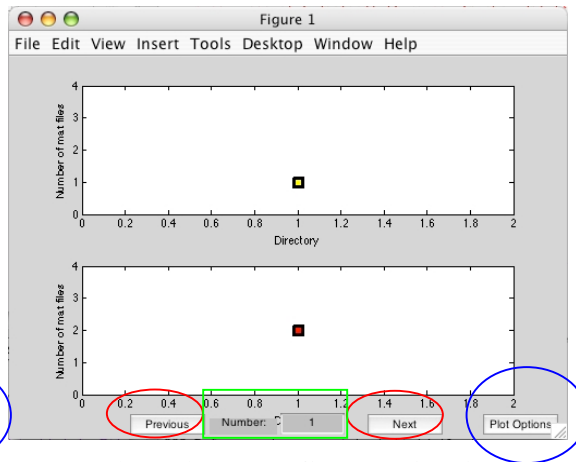 Figure 1
File Edit View Insert Tools Desktop Window Help
4
3
2
1
0
Number of mat files
0 0.2 0.4 0.6 0.8 1 1.2 1.4 1.6 1.8 2
Directory
4
3
2
1
0
Number of mat files
0 0.2 0.4 0.6 0.8 1 1.2 1.4 1.6 1.8 2
Previous Number: 1 Next Plot Options